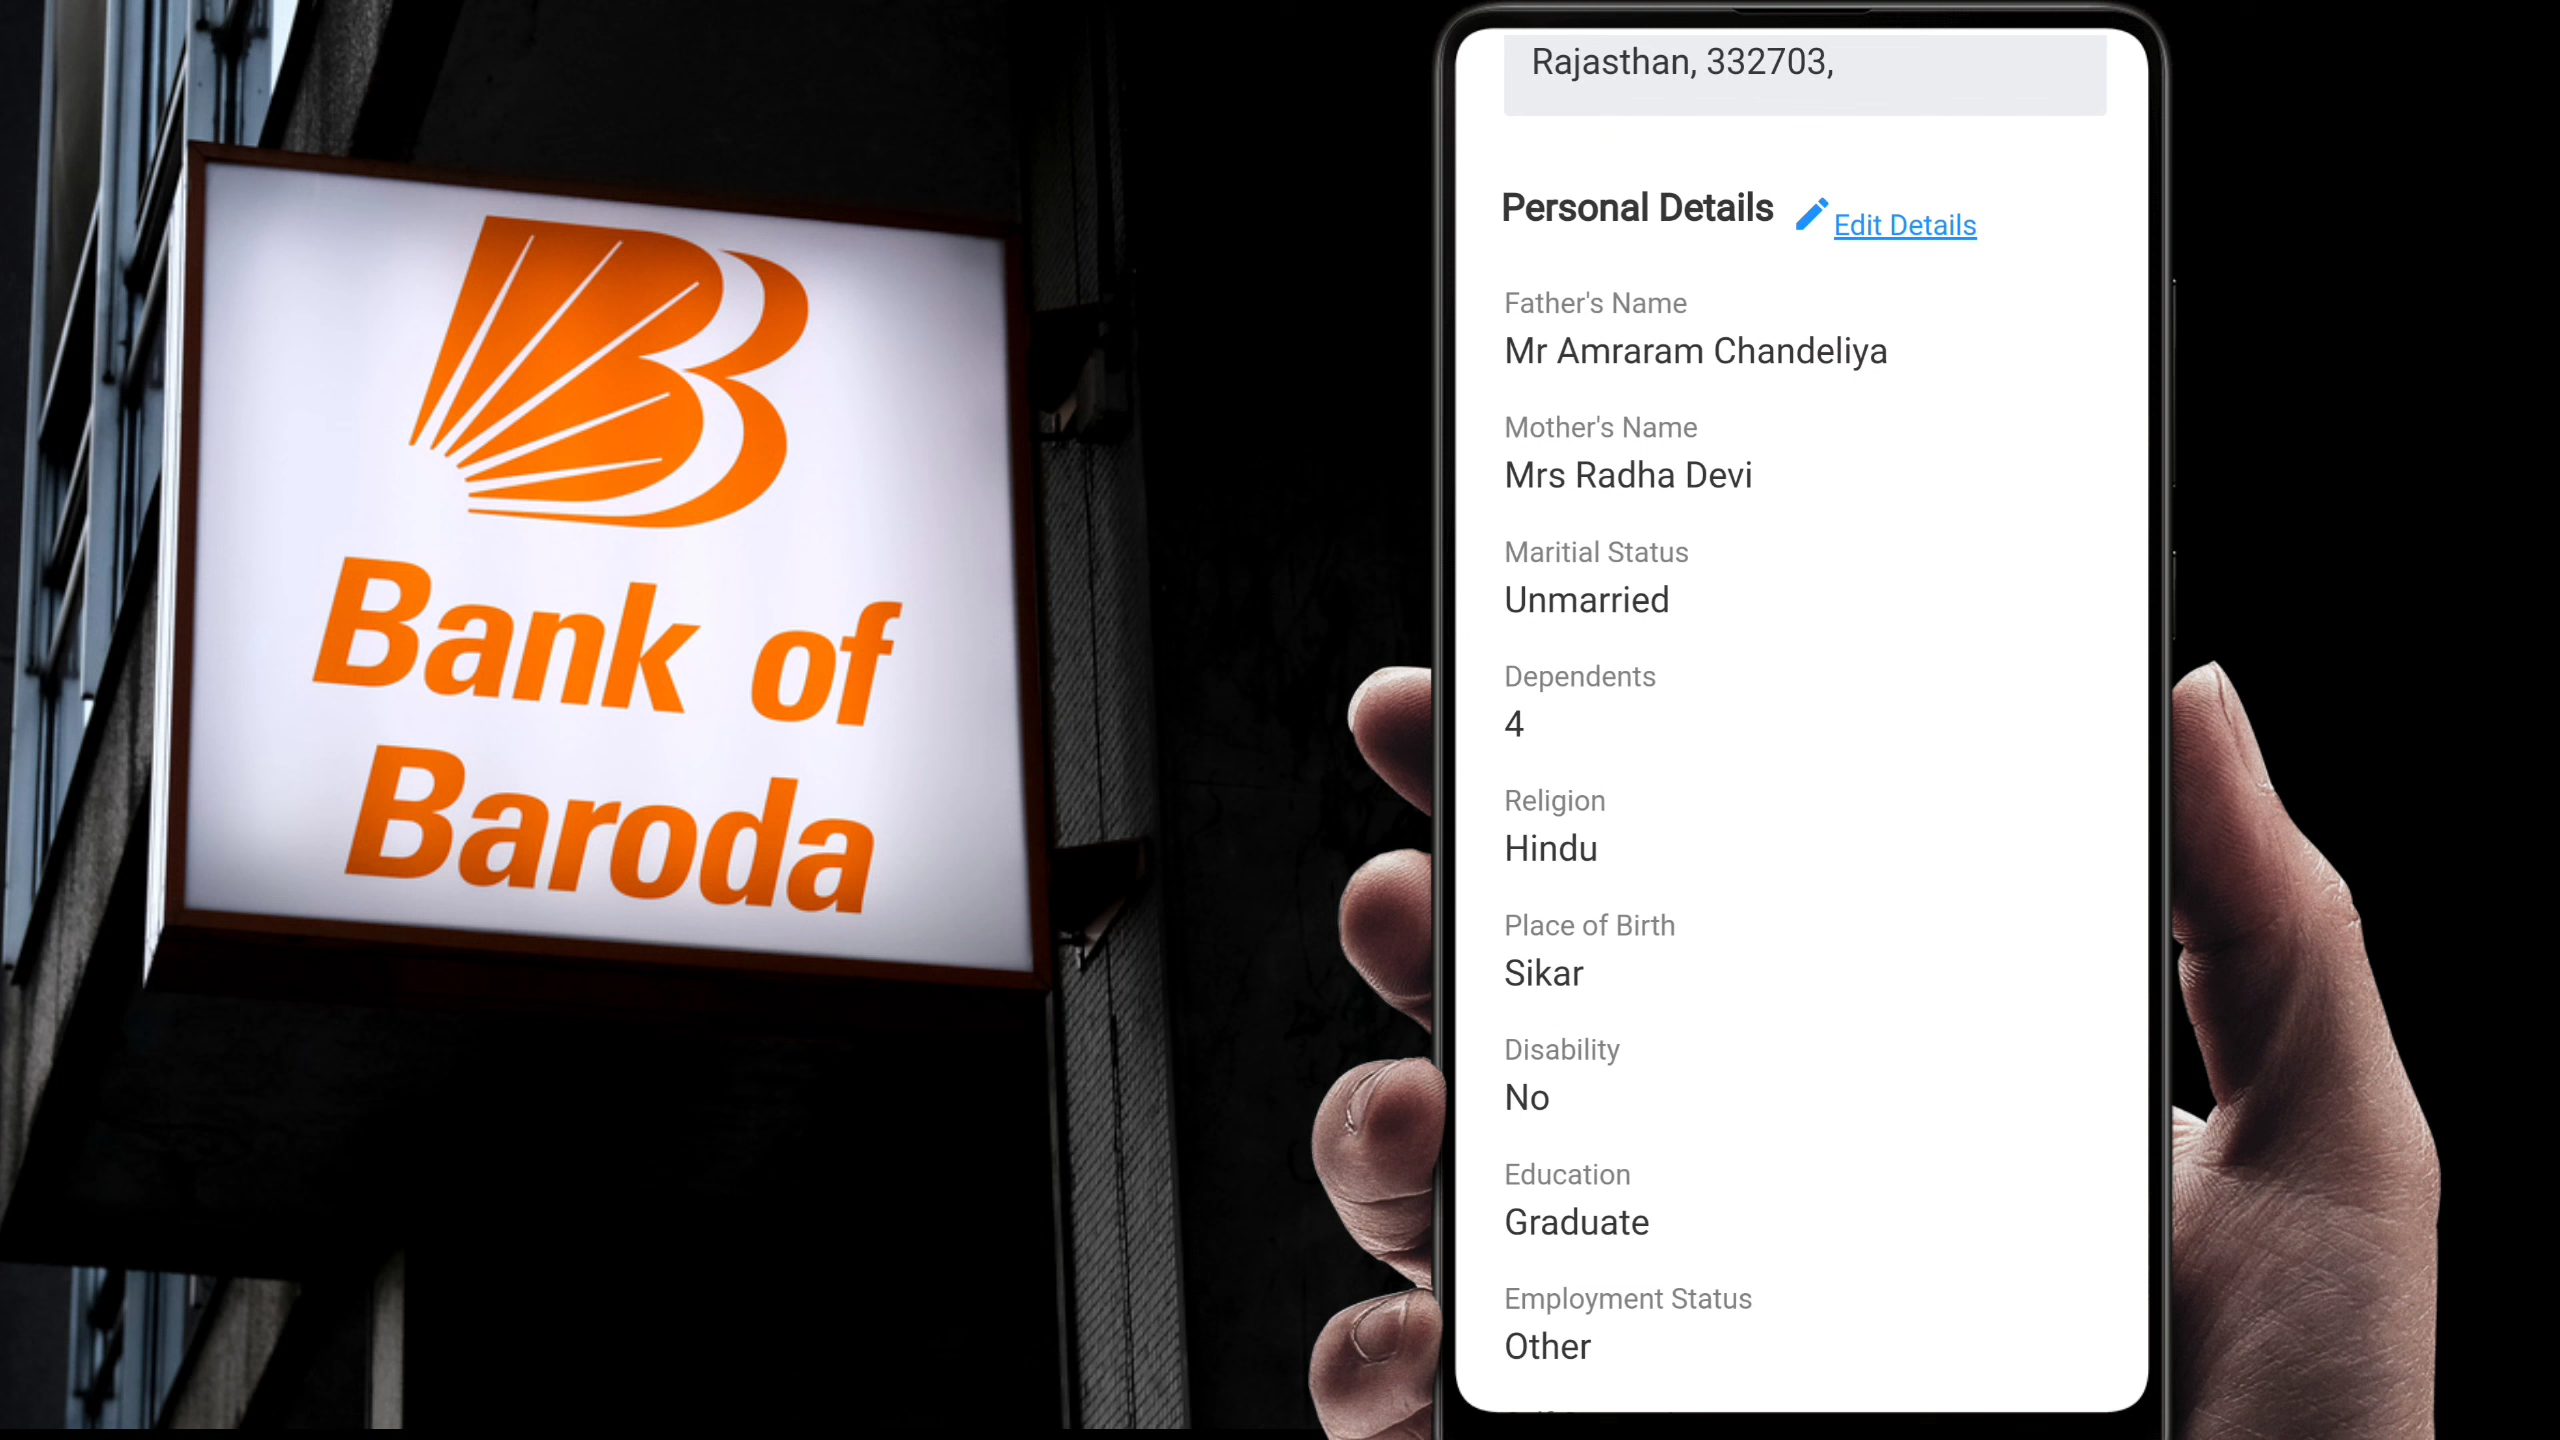 Bank of
Baroda
Rajasthan, 332703,
Personal Details Edit Details
Father's Name
Mr Amraram Chandeliya
Mother's Name
Mrs Radha Devi
Maritial Status
Unmarried
Dependents
4
Religion
Hindu
Place of Birth
Sikar
Disability
No
Education
Graduate
Employment Status
Other